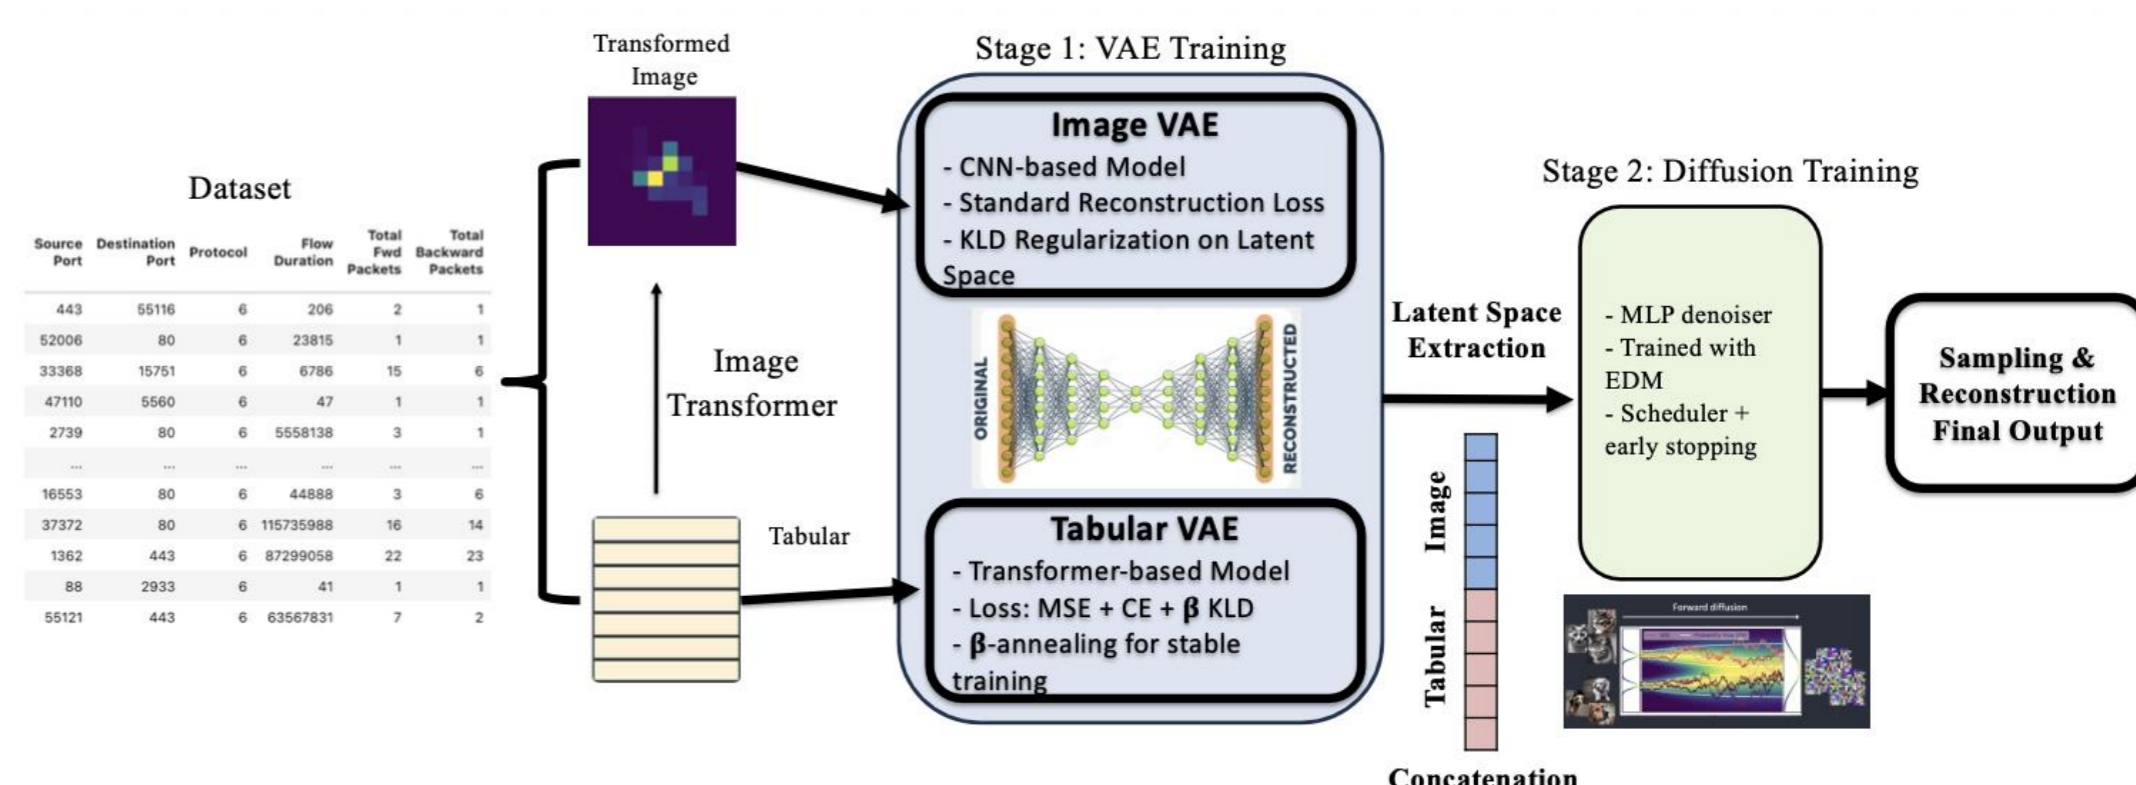 Dataset
Source Port	Destination Port	Protocol	Flow Duration	Total Fwd Packets	Total Backward Packets
443	55116	6	206	2	1
52006	80	6	23815	1	1
33368	15751	6	6786	15	6
47110	5560	6	47	1	1
2739	80	6	5558138	3	1
...	...	...	...	...	...
16553	80	6	44888	3	6
37372	80	6	115735988	16	14
1362	443	6	87299058	22	23
88	2933	6	41	1	1
55121	443	6	63567831	7	2
Transformed
Image
Image
Transformer
Tabular
Stage 1: VAE Training
Image VAE
- CNN-based Model
- Standard Reconstruction Loss
- KLD Regularization on Latent
Space
ORIGINAL
RECONSTRUCTED
Tabular VAE
- Transformer-based Model
- Loss: MSE + CE + β KLD
- β-annealing for stable
training
Latent Space
Extraction
Image
Tabular
Concatenation
Stage 2: Diffusion Training
- MLP denoiser
- Trained with
EDM
- Scheduler +
early stopping
Forward diffusion
Sampling &
Reconstruction
Final Output